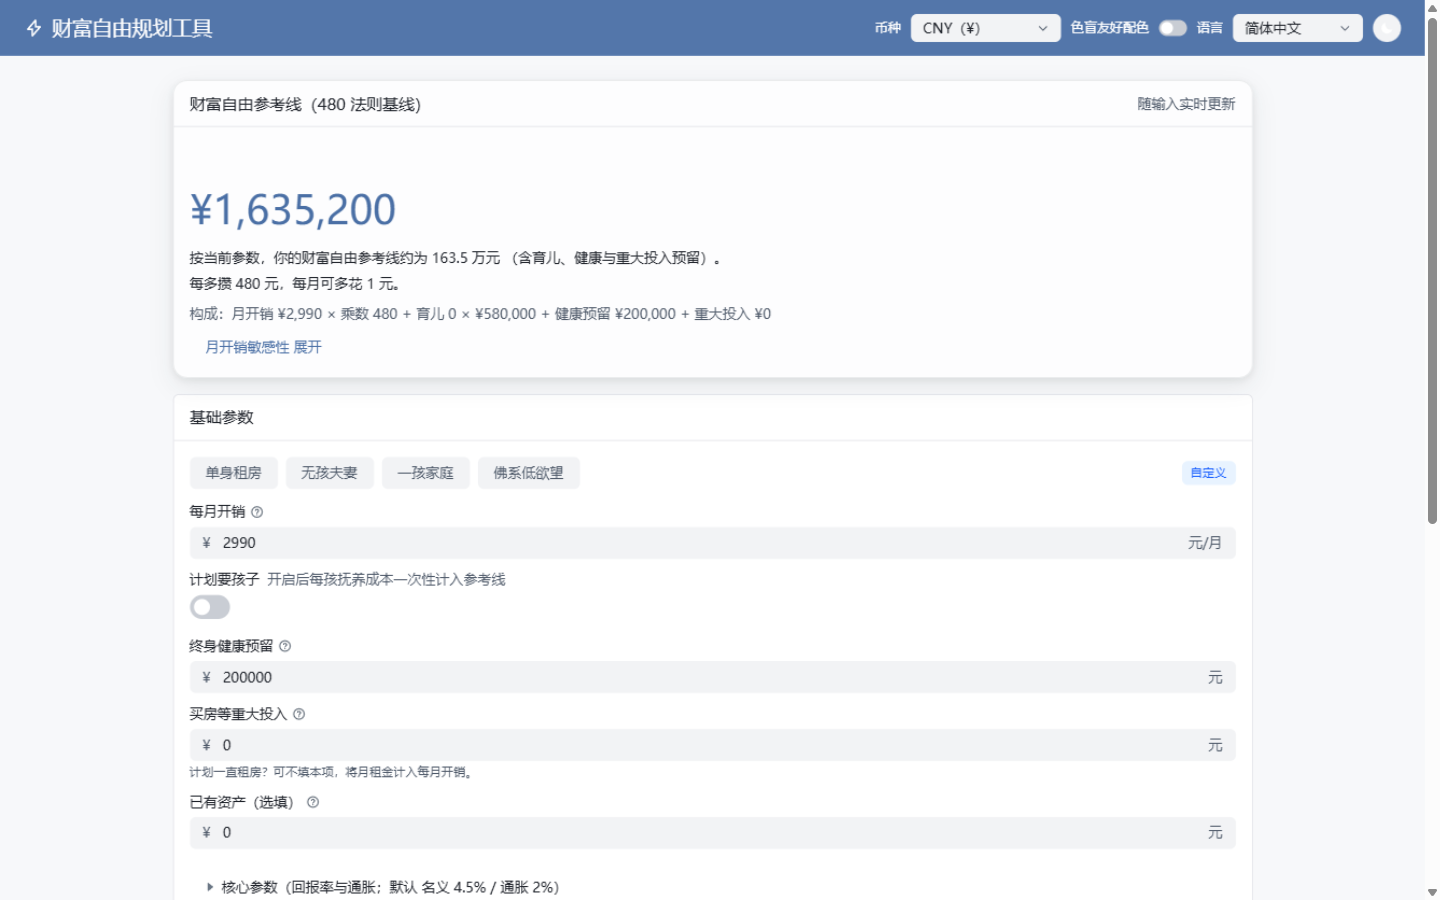 财富自由规划工具
币种 CNY（¥） 色盲友好配色 语言 简体中文
财富自由参考线（480 法则基线） 随输入实时更新
¥1,635,200
按当前参数，你的财富自由参考线约为 163.5 万元 （含育儿、健康与重大投入预留）。
每多攒 480 元，每月可多花 1 元。
构成：月开销 ¥2,990 × 乘数 480 + 育儿 0 × ¥580,000 + 健康预留 ¥200,000 + 重大投入 ¥0
月开销敏感性 展开
基础参数
单身租房 无孩夫妻 一孩家庭 佛系低欲望 自定义
每月开销
¥ 2990 元/月
计划要孩子 开启后每孩抚养成本一次性计入参考线
终身健康预留
¥ 200000 元
买房等重大投入
¥ 0 元
计划一直租房？可不填本项，将月租金计入每月开销。
已有资产（选填）
¥ 0 元
核心参数（回报率与通胀；默认 名义 4.5% / 通胀 2%）